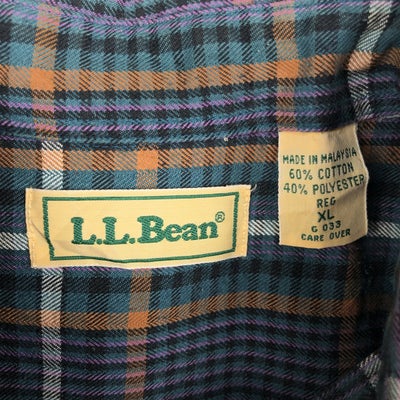 L.L.Bean®
MADE IN MALAYSIA
60% COTTON
40% POLYESTER
REG
XL
G 033
CARE OVER